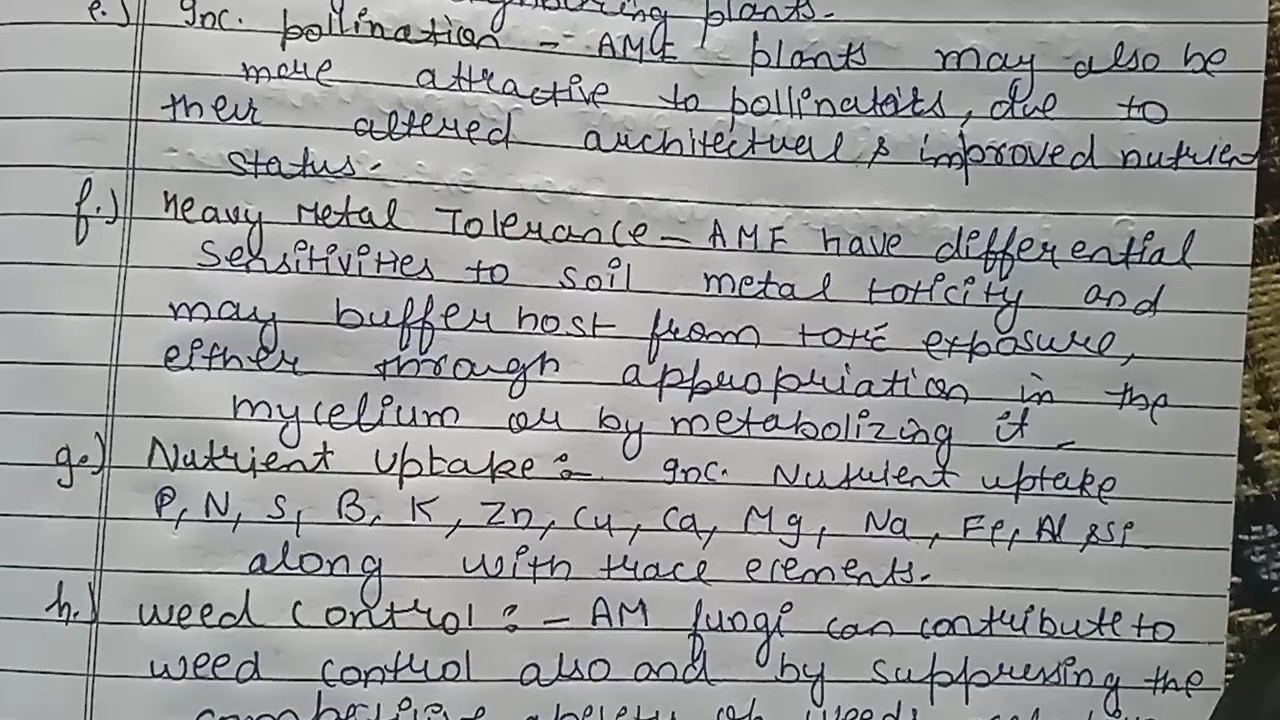 plants.
e.) Inc. pollination - AMF plants may also be
more attractive to pollinators, due to
their altered architectural & improved nutrien
status.
f.) Heavy Metal Tolerance - AMF have differential
Sensitivities to soil metal toxicity and
may buffer host from toxic exposure,
either through appropriation in the
mycelium or by metabolizing it.
g.) Nutrient Uptake :- Inc. Nutrient uptake
P, N, S, B, K, Zn, Cu, Ca, Mg, Na, Fe, Al & Si
along with trace elements.
h.) weed control :- AM fungi can contribute to
weed control also and by suppressing the